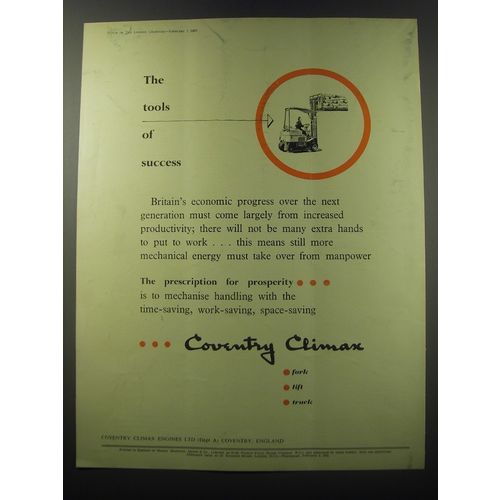 The
tools
of
success
Britain's economic progress over the next
generation must come largely from increased
productivity; there will not be many extra hands
to put to work . . . this means still more
mechanical energy must take over from manpower
The prescription for prosperity
is to mechanise handling with the
time-saving, work-saving, space-saving
Coventry Climax
fork
lift
truck
COVENTRY CLIMAX ENGINES LTD (Dept A) COVENTRY, ENGLAND